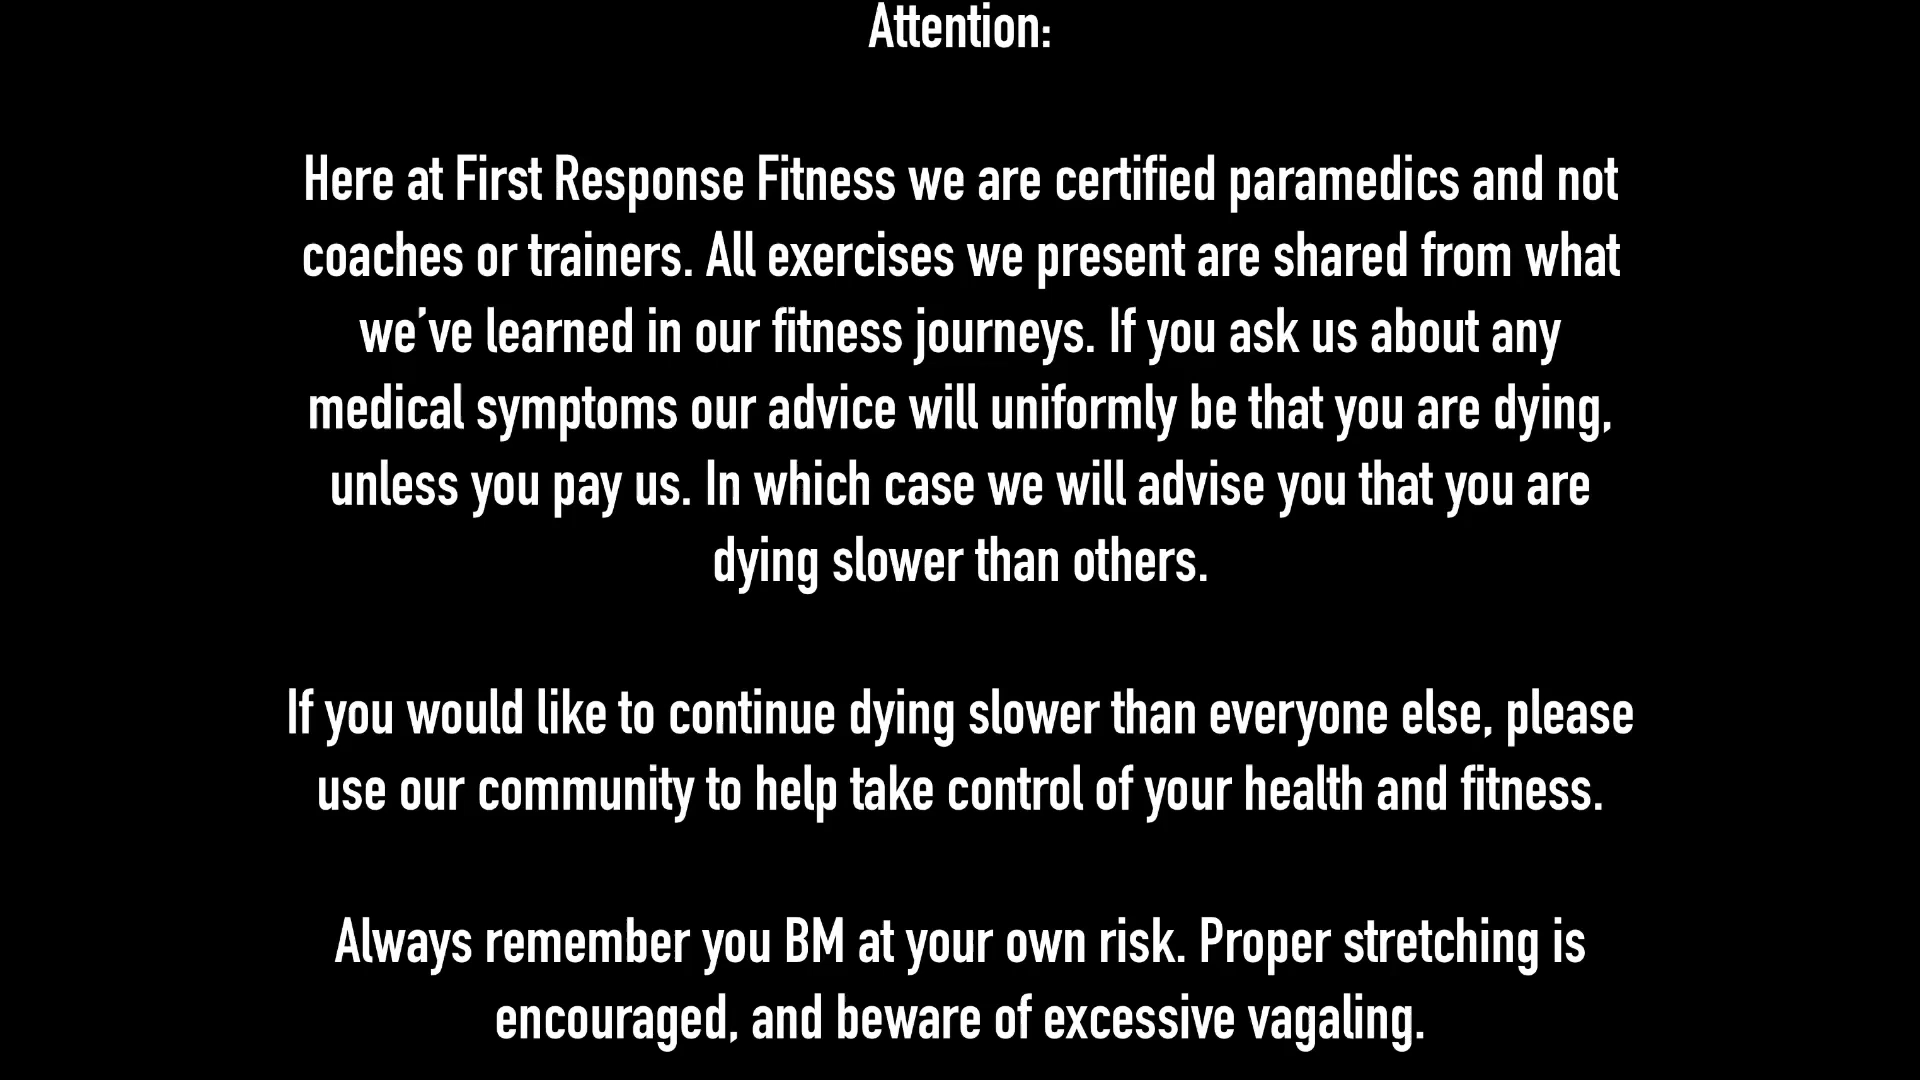 Attention:
Here at First Response Fitness we are certified paramedics and not
coaches or trainers. All exercises we present are shared from what
we've learned in our fitness journeys. If you ask us about any
medical symptoms our advice will uniformly be that you are dying,
unless you pay us. In which case we will advise you that you are
dying slower than others.
If you would like to continue dying slower than everyone else, please
use our community to help take control of your health and fitness.
Always remember you BM at your own risk. Proper stretching is
encouraged, and beware of excessive vagaling.